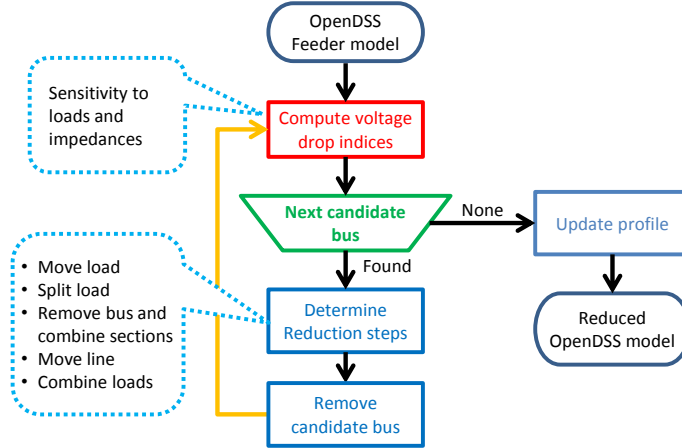 OpenDSS
Feeder model
Sensitivity to
loads and
impedances
Compute voltage
drop indices
Next candidate
bus
None
Update profile
Found
• Move load
• Split load
• Remove bus and
combine sections
• Move line
• Combine loads
Determine
Reduction steps
Reduced
OpenDSS model
Remove
candidate bus